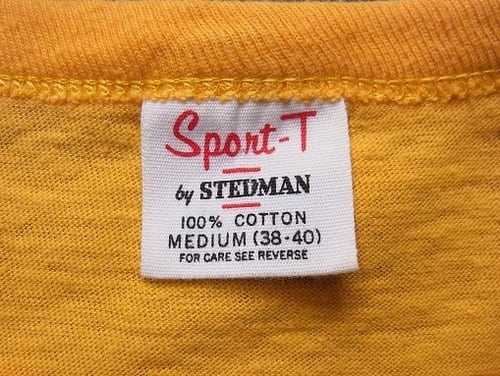 Sport-T
by STEDMAN
100% COTTON
MEDIUM (38-40)
FOR CARE SEE REVERSE